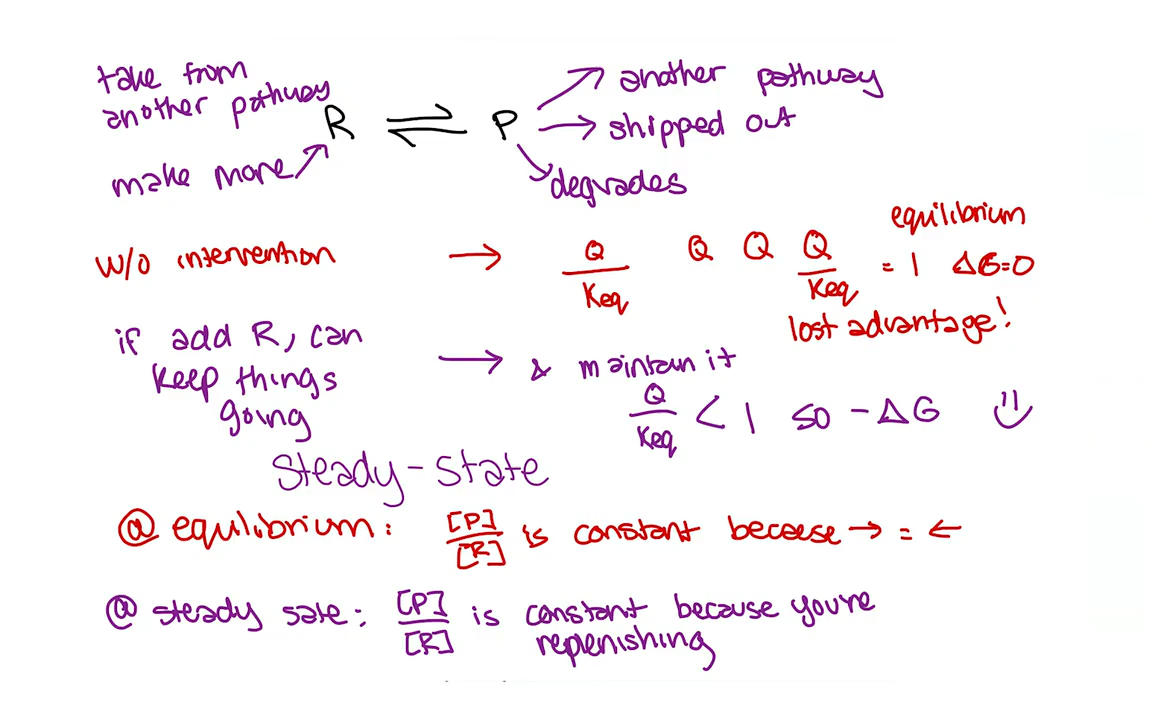 take from
another pathway
R ⇌ P
make more
another pathway
shipped out
degrades
w/o intervention → Q/Keq Q Q Q/Keq = 1 ΔG=0
equilibrium
lost advantage!
if add R, can
keep things
going
→ & maintain it
Q/Keq < 1 so -ΔG
Steady-state
@ equilibrium: [P]/[R] is constant because → = ←
@ steady sate: [P]/[R] is constant because you're
replenishing